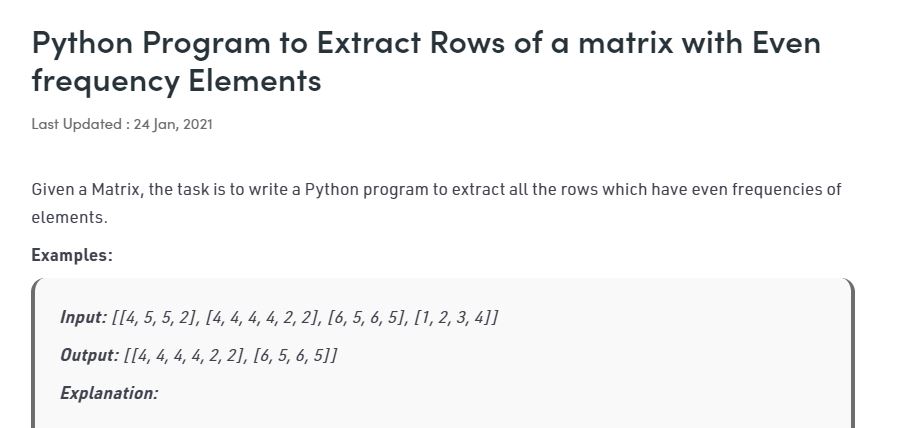 Python Program to Extract Rows of a matrix with Even
frequency Elements
Last Updated : 24 Jan, 2021
Given a Matrix, the task is to write a Python program to extract all the rows which have even frequencies of
elements.
Examples:
Input: [[4, 5, 5, 2], [4, 4, 4, 4, 2, 2], [6, 5, 6, 5], [1, 2, 3, 4]]
Output: [[4, 4, 4, 4, 2, 2], [6, 5, 6, 5]]
Explanation: